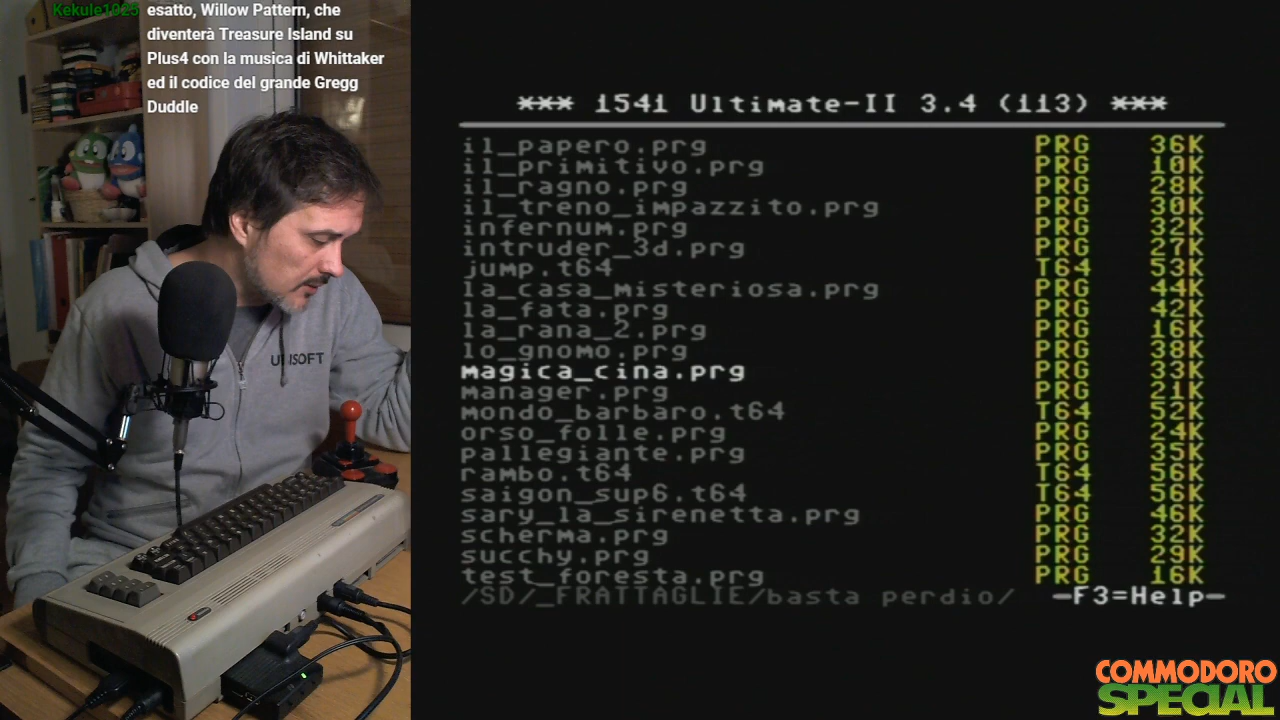 Kekule1025
esatto, Willow Pattern, che
diventerà Treasure Island su
Plus4 con la musica di Whittaker
ed il codice del grande Gregg
Duddle
UBISOFT
*** 1541 Ultimate-II 3.4 (113) ***
il_papero.prg PRG 36K
il_primitivo.prg PRG 10K
il_ragno.prg PRG 28K
il_treno_impazzito.prg PRG 30K
infernum.prg PRG 32K
intruder_3d.prg PRG 27K
jump.t64 T64 53K
la_casa_misteriosa.prg PRG 44K
la_fata.prg PRG 42K
la_rana_2.prg PRG 16K
lo_gnomo.prg PRG 38K
magica_cina.prg PRG 33K
manager.prg PRG 21K
mondo_barbaro.t64 T64 52K
orso_folle.prg PRG 24K
pallegiante.prg PRG 35K
rambo.t64 T64 56K
saigon_sup6.t64 T64 56K
sary_la_sirenetta.prg PRG 46K
scherma.prg PRG 32K
succhy.prg PRG 29K
test_foresta.prg PRG 16K
/SD/_FRATTAGLIE/basta perdio/ —F3=Help—
COMMODORO
SPECIAL